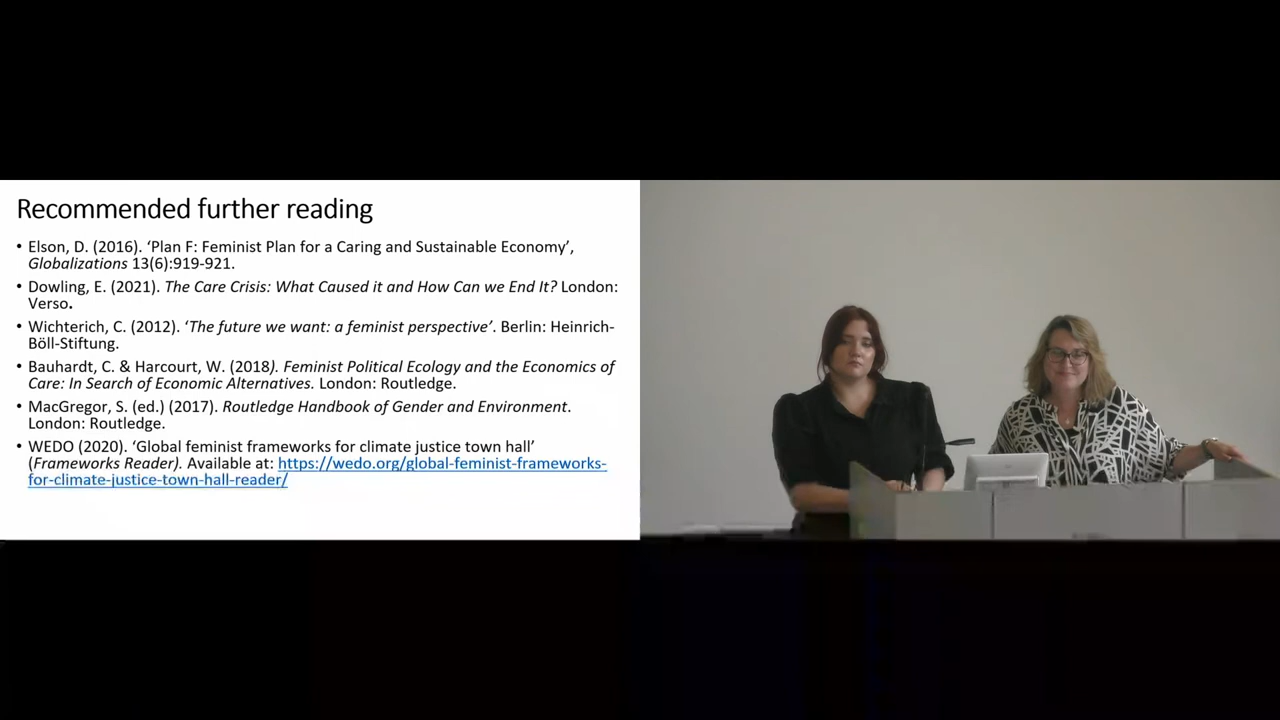 Recommended further reading
• Elson, D. (2016). ‘Plan F: Feminist Plan for a Caring and Sustainable Economy’,
Globalizations 13(6):919-921.
• Dowling, E. (2021). The Care Crisis: What Caused it and How Can we End It? London:
Verso.
• Wichterich, C. (2012). ‘The future we want: a feminist perspective’. Berlin: Heinrich-
Böll-Stiftung.
• Bauhardt, C. & Harcourt, W. (2018). Feminist Political Ecology and the Economics of
Care: In Search of Economic Alternatives. London: Routledge.
• MacGregor, S. (ed.) (2017). Routledge Handbook of Gender and Environment.
London: Routledge.
• WEDO (2020). ‘Global feminist frameworks for climate justice town hall’
(Frameworks Reader). Available at: https://wedo.org/global-feminist-frameworks-
for-climate-justice-town-hall-reader/